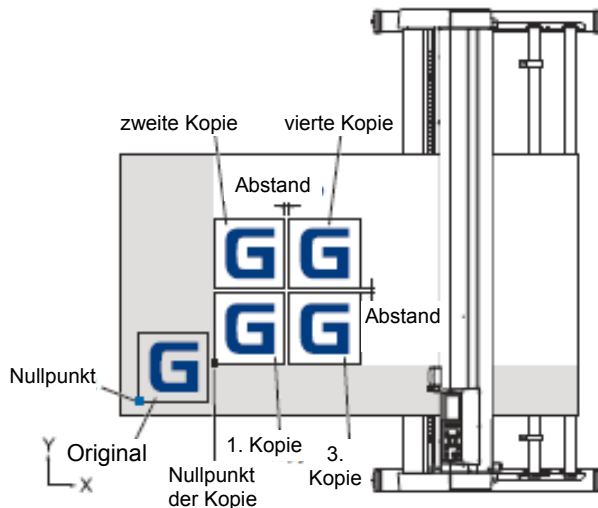 zweite Kopie
vierte Kopie
Abstand
G
G
G
G
Abstand
G
Nullpunkt
Original
1. Kopie
3.
Kopie
Nullpunkt
der Kopie
Y
X